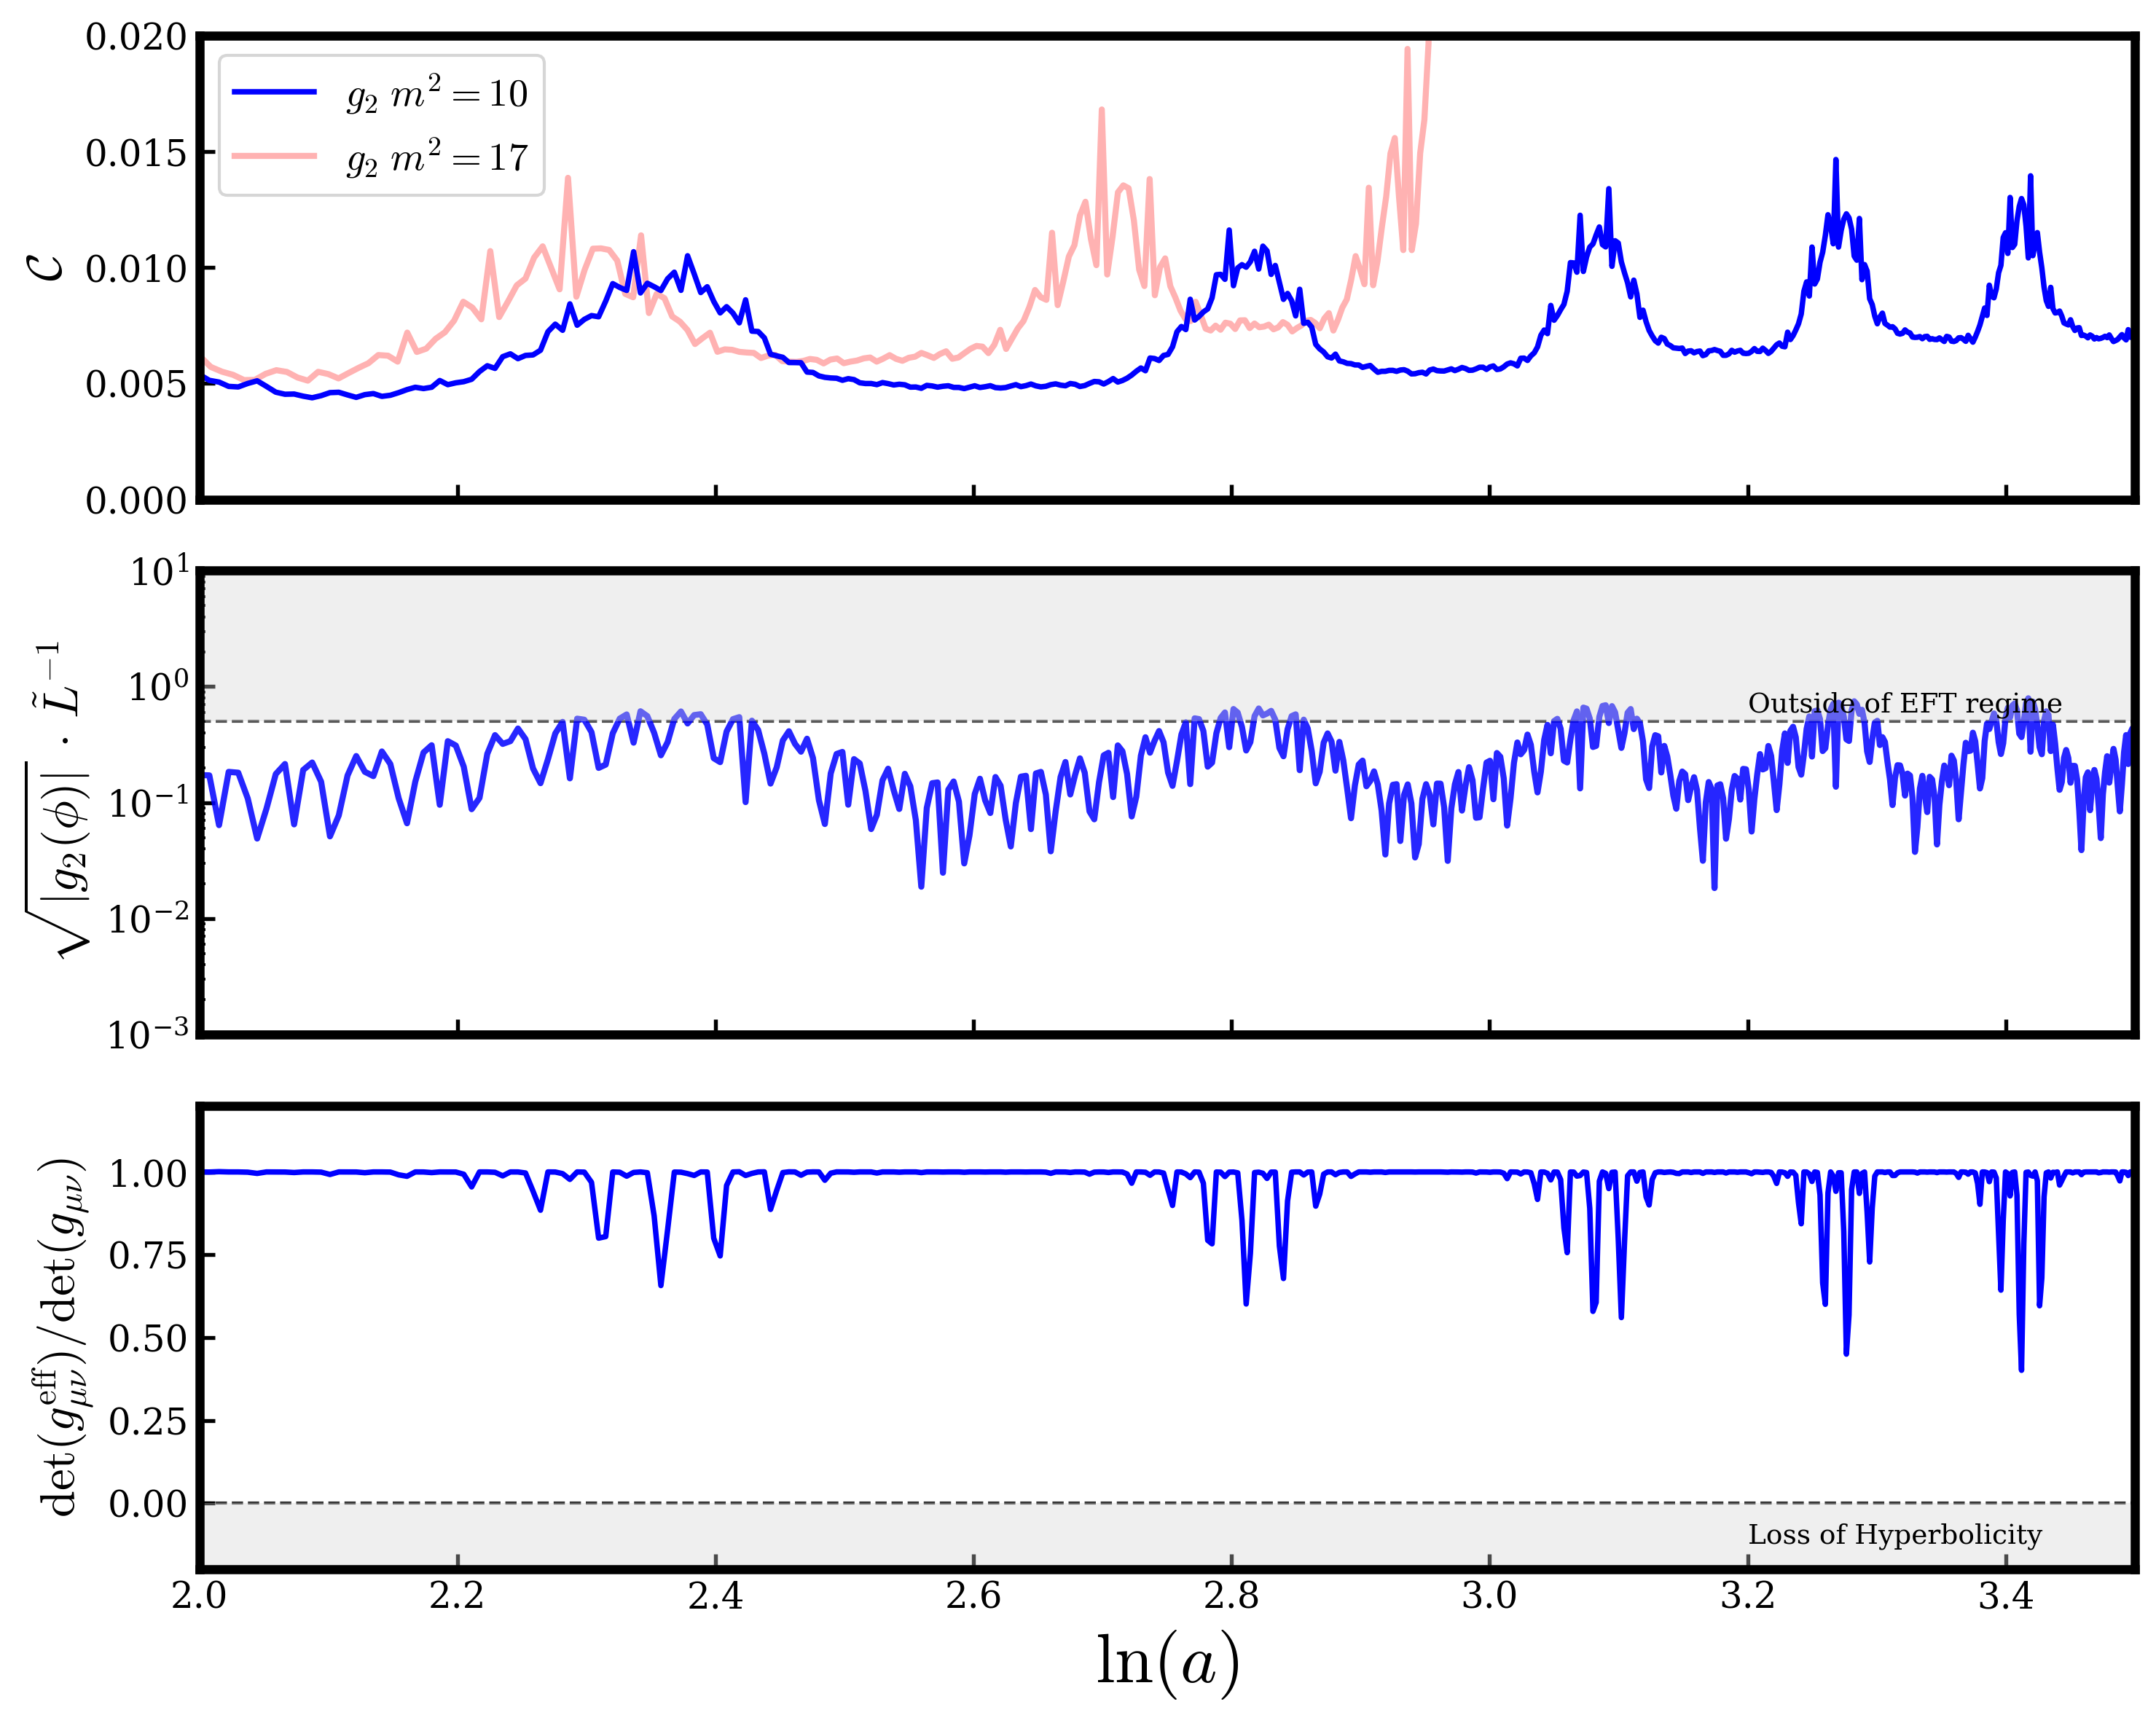 0.020
0.015
0.010
0.005
0.000
𝒞
g₂ m² = 10
g₂ m² = 17
10¹
10⁰
10⁻¹
10⁻²
10⁻³
√|g₂(ϕ)| · L̃⁻¹
Outside of EFT regime
1.00
0.75
0.50
0.25
0.00
det(g^eff_μν)/det(g_μν)
Loss of Hyperbolicity
2.0 2.2 2.4 2.6 2.8 3.0 3.2 3.4
ln(a)